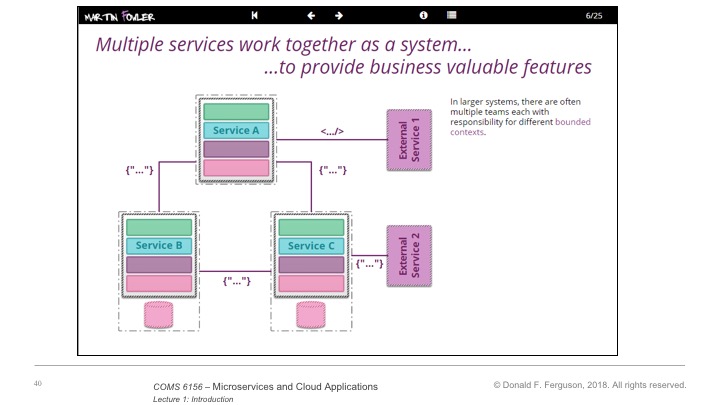 MARTIN FOWLER
6/25
Multiple services work together as a system...
...to provide business valuable features
In larger systems, there are often
multiple teams each with
responsibility for different bounded
contexts.
Service A
<.../>
External
Service 1
{"..."}
{"..."}
Service B
Service C
{"..."}
{"..."}
External
Service 2
40
COMS 6156 – Microservices and Cloud Applications
Lecture 1: Introduction
© Donald F. Ferguson, 2018. All rights reserved.